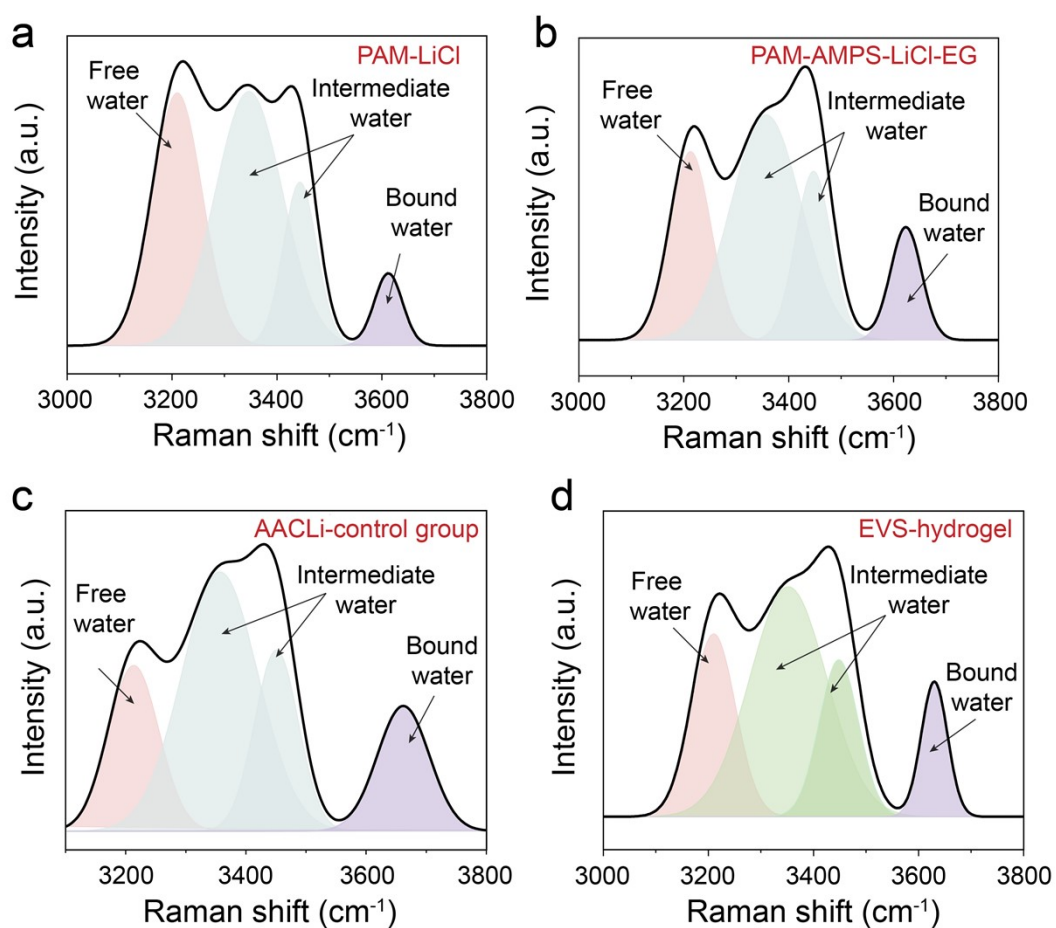 a
PAM-LiCl
Free
water
Intermediate
water
Bound
water
Intensity (a.u.)
3000 3200 3400 3600 3800
Raman shift (cm⁻¹)
b
PAM-AMPS-LiCl-EG
Free
water
Intermediate
water
Bound
water
Intensity (a.u.)
3000 3200 3400 3600 3800
Raman shift (cm⁻¹)
c
AACLi-control group
Free
water
Intermediate
water
Bound
water
Intensity (a.u.)
3200 3400 3600 3800
Raman shift (cm⁻¹)
d
EVS-hydrogel
Free
water
Intermediate
water
Bound
water
Intensity (a.u.)
3000 3200 3400 3600 3800
Raman shift (cm⁻¹)